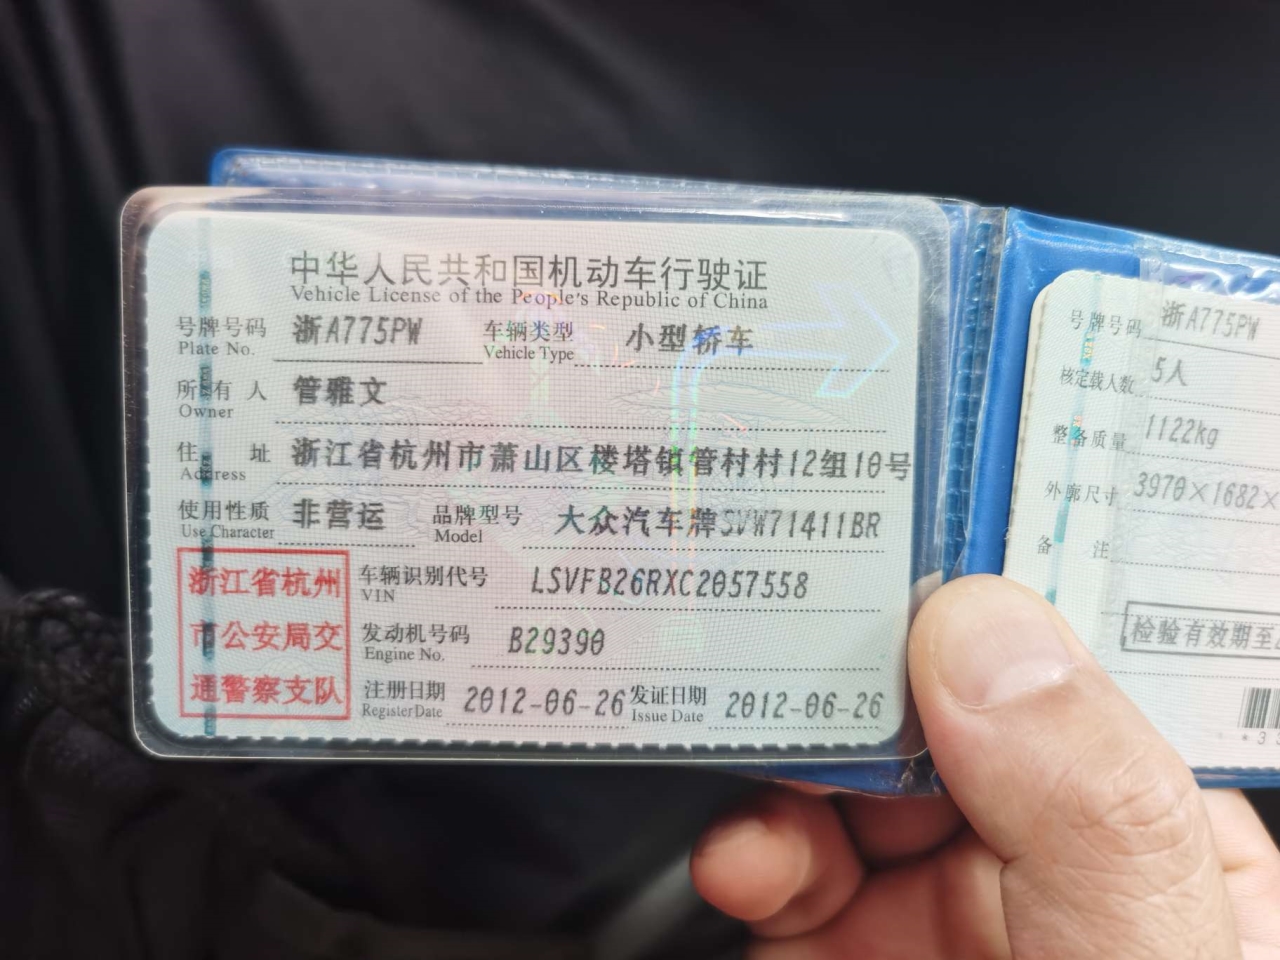 中华人民共和国机动车行驶证
Vehicle License of the People's Republic of China
号牌号码 浙A775PW 车辆类型 小型轿车
Plate No. Vehicle Type
所有人 管雅文
Owner
住址 浙江省杭州市萧山区楼塔镇管村村12组10号
Address
使用性质 非营运 品牌型号 大众汽车牌SVW71411BR
Use Character Model
浙江省杭州
市公安局交
通警察支队
车辆识别代号 LSVFB26RXC2057558
VIN
发动机号码 B29390
Engine No.
注册日期 2012-06-26 发证日期 2012-06-26
Register Date Issue Date
号牌号码 浙A775PW
核定载人数 5人
整备质量 1122kg
外廓尺寸 3970×1682×
备注
检验有效期至